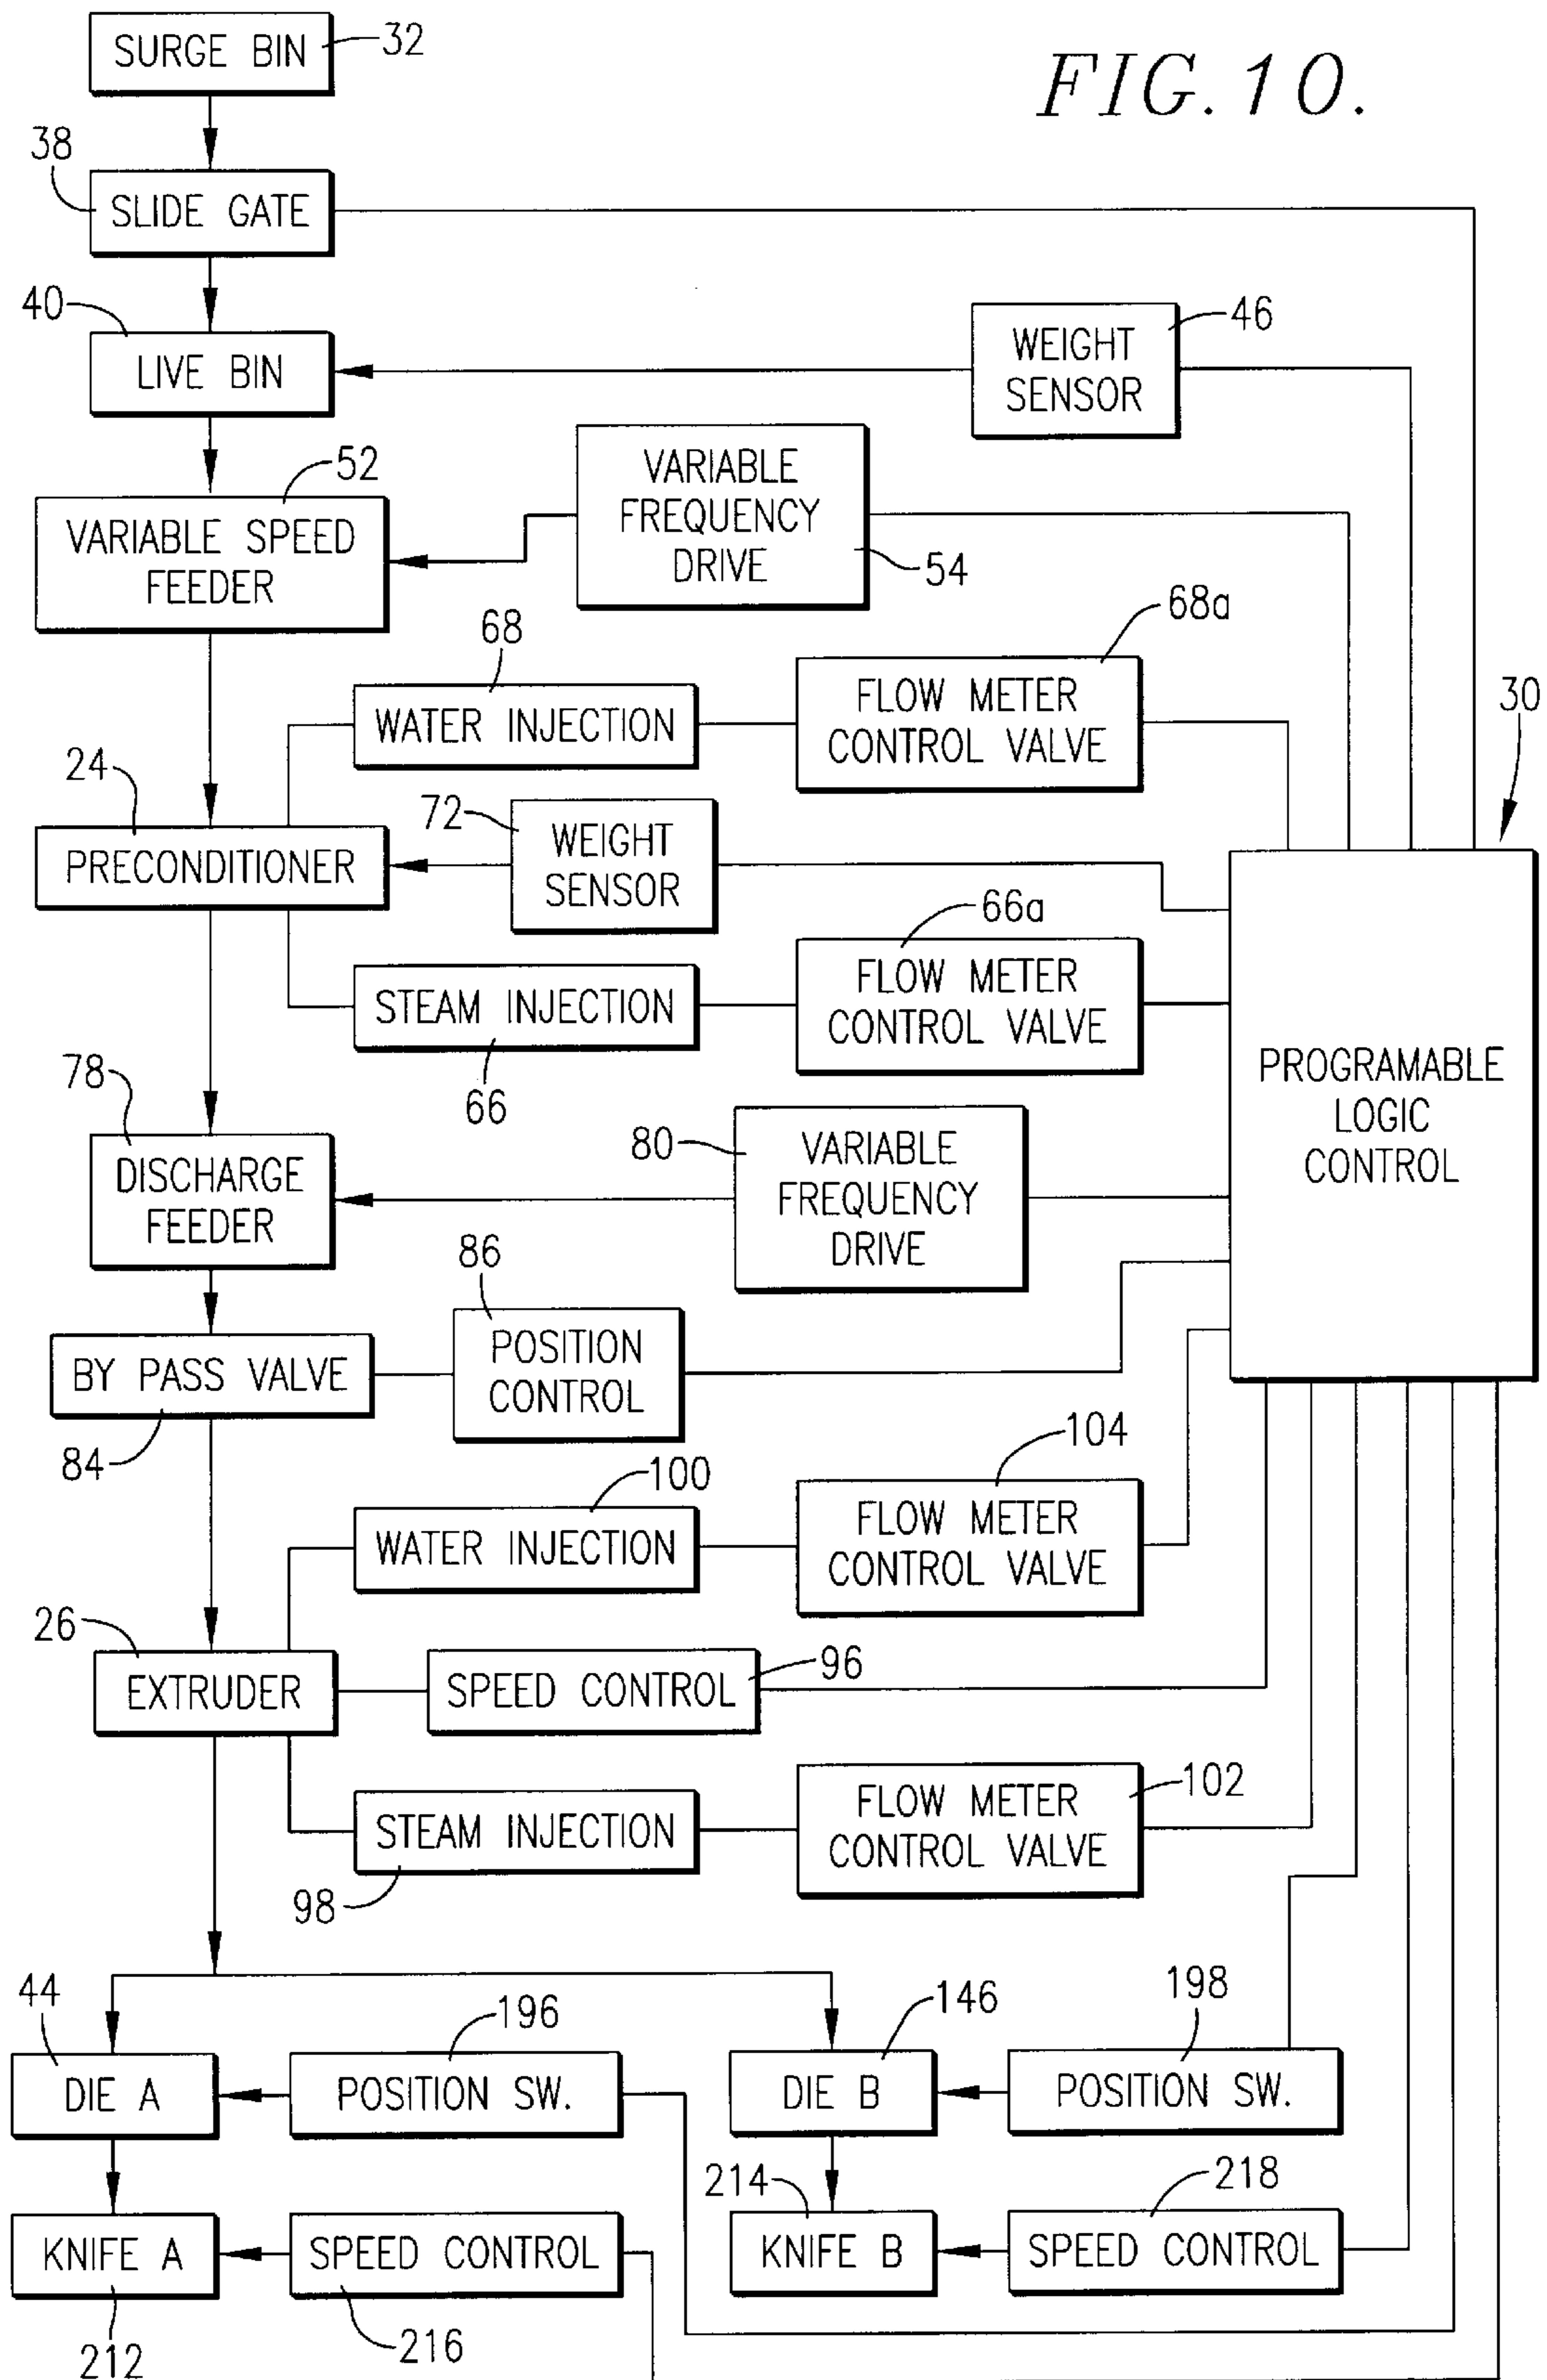 FIG. 10.
SURGE BIN
32
38
SLIDE GATE
40
LIVE BIN
WEIGHT
SENSOR
46
52
VARIABLE SPEED
FEEDER
VARIABLE
FREQUENCY
DRIVE
54
68
WATER INJECTION
68a
FLOW METER
CONTROL VALVE
30
24
PRECONDITIONER
72
WEIGHT
SENSOR
66a
STEAM INJECTION
66
FLOW METER
CONTROL VALVE
PROGRAMABLE
LOGIC
CONTROL
78
DISCHARGE
FEEDER
80
VARIABLE
FREQUENCY
DRIVE
86
BY PASS VALVE
84
POSITION
CONTROL
100
WATER INJECTION
104
FLOW METER
CONTROL VALVE
26
EXTRUDER
SPEED CONTROL
96
STEAM INJECTION
98
FLOW METER
CONTROL VALVE
102
44
DIE A
196
POSITION SW.
146
DIE B
198
POSITION SW.
KNIFE A
212
SPEED CONTROL
216
214
KNIFE B
218
SPEED CONTROL